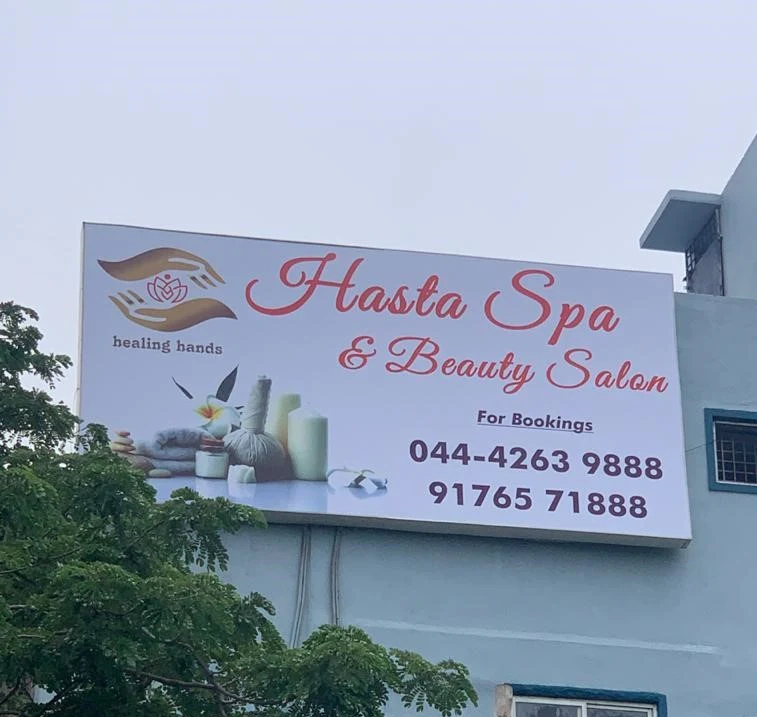 Hasta Spa
& Beauty Salon
healing hands
For Bookings
044-4263 9888
91765 71888